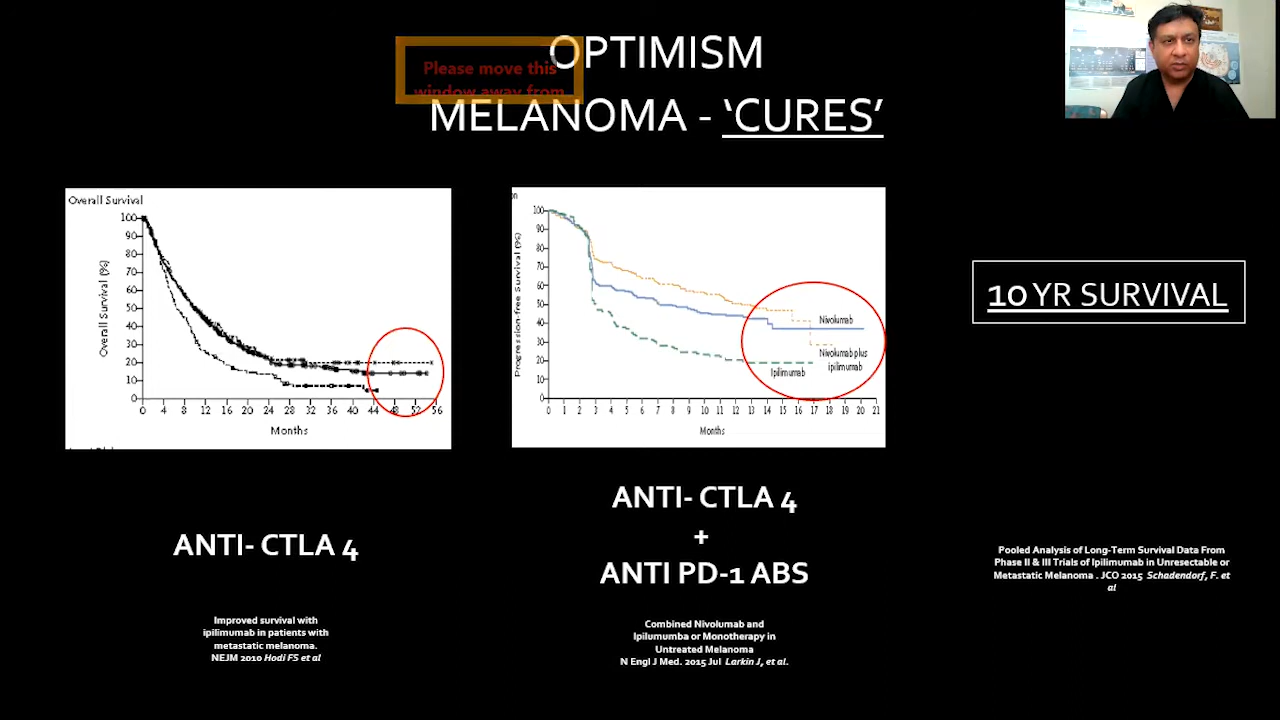 OPTIMISM
Please move this
window away from
MELANOMA - ‘CURES’
Overall Survival
Overall Survival (%)
100
90
80
70
60
50
40
30
20
10
0
0 4 8 12 16 20 24 28 32 36 40 44 48 52 56
Months
Progression-free Survival (%)
100
90
80
70
60
50
40
30
20
10
0
Nivolumab
Nivolumab plus
ipilimumab
Ipilimumab
0 1 2 3 4 5 6 7 8 9 10 11 12 13 14 15 16 17 18 19 20 21
Months
10 YR SURVIVAL
ANTI- CTLA 4
Improved survival with
ipilimumab in patients with
metastatic melanoma.
NEJM 2010 Hodi FS et al
ANTI- CTLA 4
+
ANTI PD-1 ABS
Combined Nivolumab and
Ipilumumba or Monotherapy in
Untreated Melanoma
N Engl J Med. 2015 Jul Larkin J, et al.
Pooled Analysis of Long-Term Survival Data From
Phase II & III Trials of Ipilimumab in Unresectable or
Metastatic Melanoma . JCO 2015 Schadendorf, F. et
al